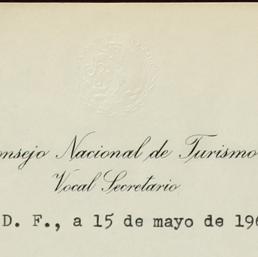 onsejo Nacional de Turismo
Vocal Secretario
D. F., a 15 de mayo de 196